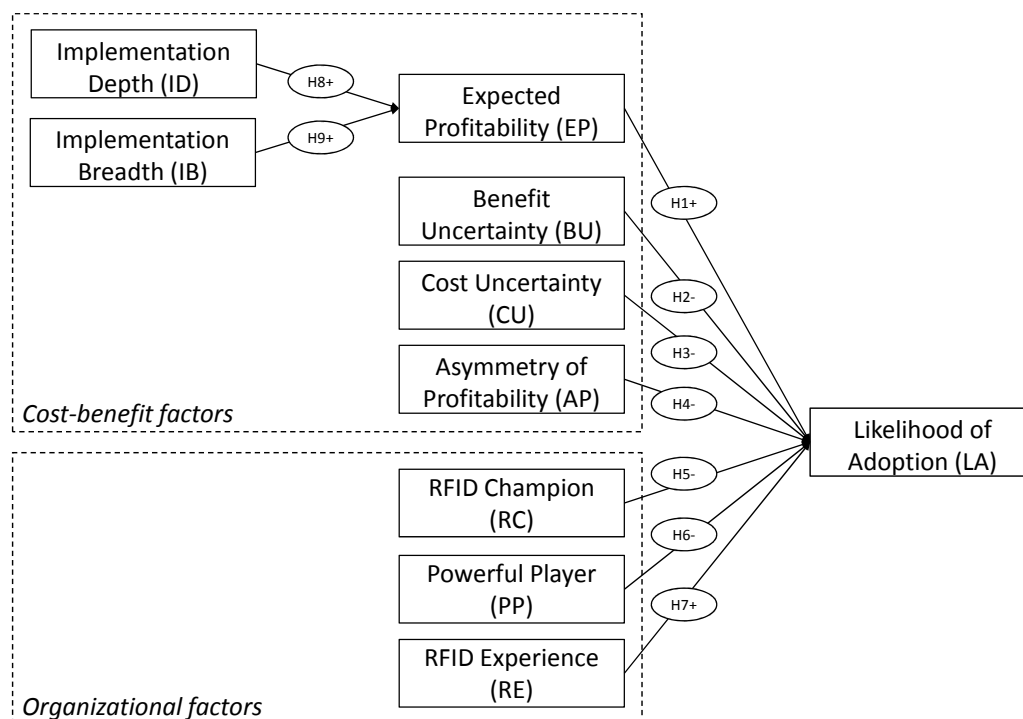 Implementation
Depth (ID)
H8+
Expected
Profitability (EP)
H9+
Implementation
Breadth (IB)
H1+
Benefit
Uncertainty (BU)
H2-
Cost Uncertainty
(CU)
H3-
Asymmetry of
Profitability (AP)
H4-
Cost-benefit factors
Likelihood of
Adoption (LA)
RFID Champion
(RC)
H5-
H6-
Powerful Player
(PP)
H7+
RFID Experience
(RE)
Organizational factors